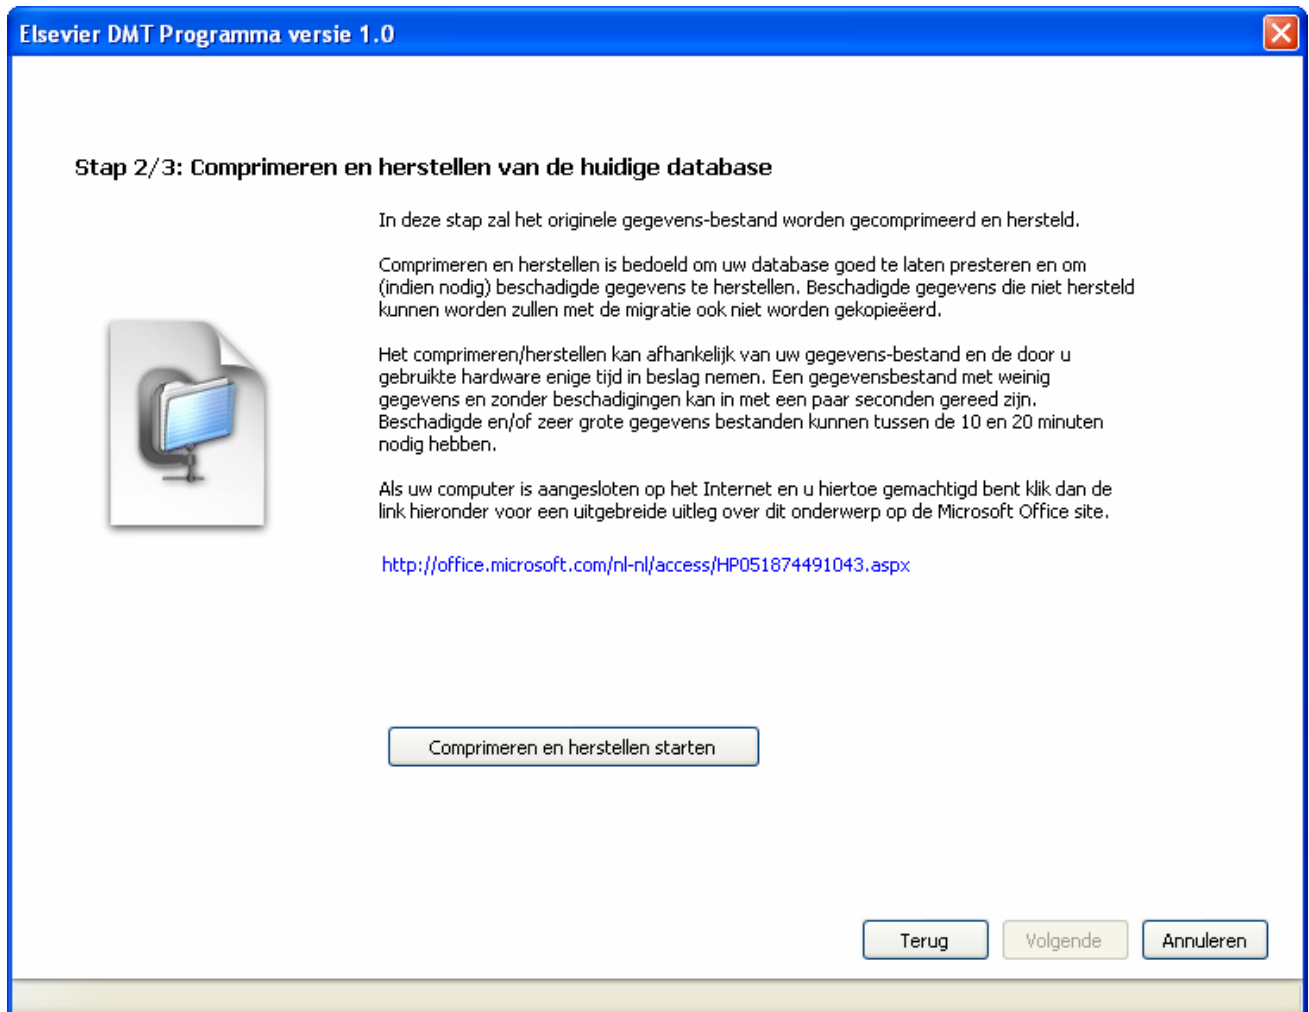 Elsevier DMT Programma versie 1.0
Stap 2/3: Comprimeren en herstellen van de huidige database
In deze stap zal het originele gegevens-bestand worden gecomprimeerd en hersteld.
Comprimeren en herstellen is bedoeld om uw database goed te laten presteren en om
(indien nodig) beschadigde gegevens te herstellen. Beschadigde gegevens die niet hersteld
kunnen worden zullen met de migratie ook niet worden gekopieëerd.
Het comprimeren/herstellen kan afhankelijk van uw gegevens-bestand en de door u
gebruikte hardware enige tijd in beslag nemen. Een gegevensbestand met weinig
gegevens en zonder beschadigingen kan in met een paar seconden gereed zijn.
Beschadigde en/of zeer grote gegevens bestanden kunnen tussen de 10 en 20 minuten
nodig hebben.
Als uw computer is aangesloten op het Internet en u hiertoe gemachtigd bent klik dan de
link hieronder voor een uitgebreide uitleg over dit onderwerp op de Microsoft Office site.
http://office.microsoft.com/nl-nl/access/HP051874491043.aspx
Comprimeren en herstellen starten
Terug
Volgende
Annuleren